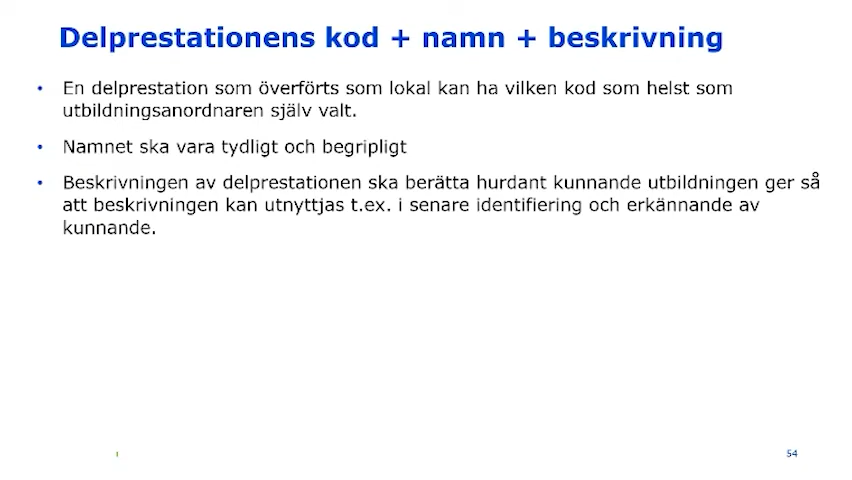 Delprestationens kod + namn + beskrivning
• En delprestation som överförts som lokal kan ha vilken kod som helst som
utbildningsanordnaren själv valt.
• Namnet ska vara tydligt och begripligt
• Beskrivningen av delprestationen ska berätta hurdant kunnande utbildningen ger så
att beskrivningen kan utnyttjas t.ex. i senare identifiering och erkännande av
kunnande.
54